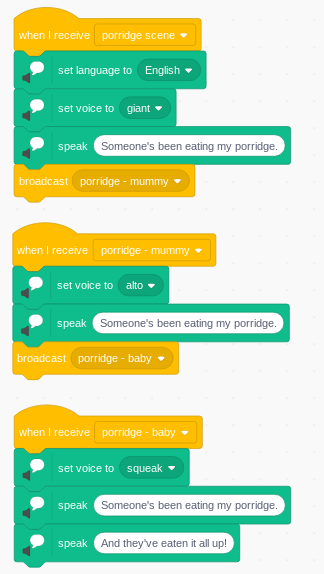 when I receive porridge scene
set language to English
set voice to giant
speak Someone's been eating my porridge.
broadcast porridge - mummy
when I receive porridge - mummy
set voice to alto
speak Someone's been eating my porridge.
broadcast porridge - baby
when I receive porridge - baby
set voice to squeak
speak Someone's been eating my porridge.
speak And they've eaten it all up!